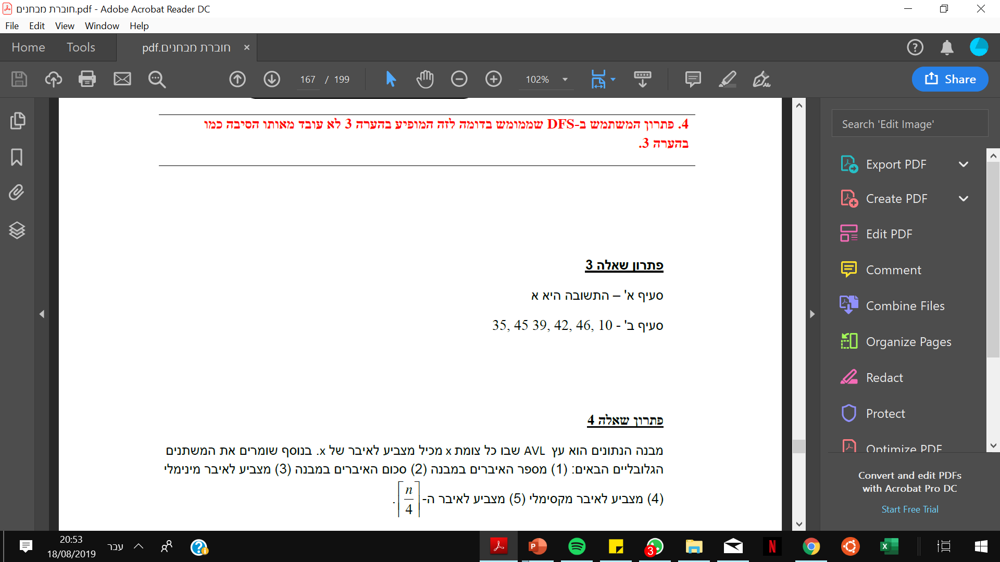 חוברת מבחנים.pdf - Adobe Acrobat Reader DC
File Edit View Window Help
Home Tools חוברת מבחנים.pdf ×
167 / 199 102% Share
4. פתרון המשתמש ב-DFS שממומש בדומה לזה המופיע בהערה 3 לא עובד מאותו הסיבה כמו
בהערה 3.
פתרון שאלה 3
סעיף א' – התשובה היא א
סעיף ב' - 35, 45 39, 42, 46, 10
פתרון שאלה 4
מבנה הנתונים הוא עץ AVL שבו כל צומת x מכיל מצביע לאיבר של x. בנוסף שומרים את המשתנים
הגלובליים הבאים: (1) מספר האיברים במבנה (2) סכום האיברים במבנה (3) מצביע לאיבר מינימלי
(4) מצביע לאיבר מקסימלי (5) מצביע לאיבר ה-⌈n/4⌉.
Search 'Edit Image'
Export PDF
Create PDF
Edit PDF
Comment
Combine Files
Organize Pages
Redact
Protect
Optimize PDF
Convert and edit PDFs
with Acrobat Pro DC
Start Free Trial
20:53
18/08/2019
עבר
3